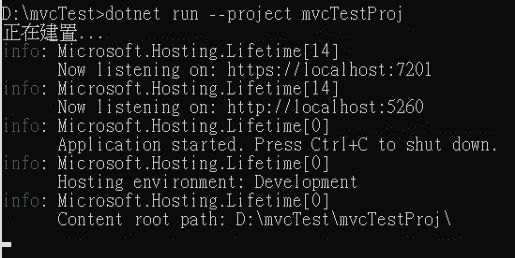 D:\mvcTest>dotnet run --project mvcTestProj
正在建置...
info: Microsoft.Hosting.Lifetime[14]
Now listening on: https://localhost:7201
info: Microsoft.Hosting.Lifetime[14]
Now listening on: http://localhost:5260
info: Microsoft.Hosting.Lifetime[0]
Application started. Press Ctrl+C to shut down.
info: Microsoft.Hosting.Lifetime[0]
Hosting environment: Development
info: Microsoft.Hosting.Lifetime[0]
Content root path: D:\mvcTest\mvcTestProj\